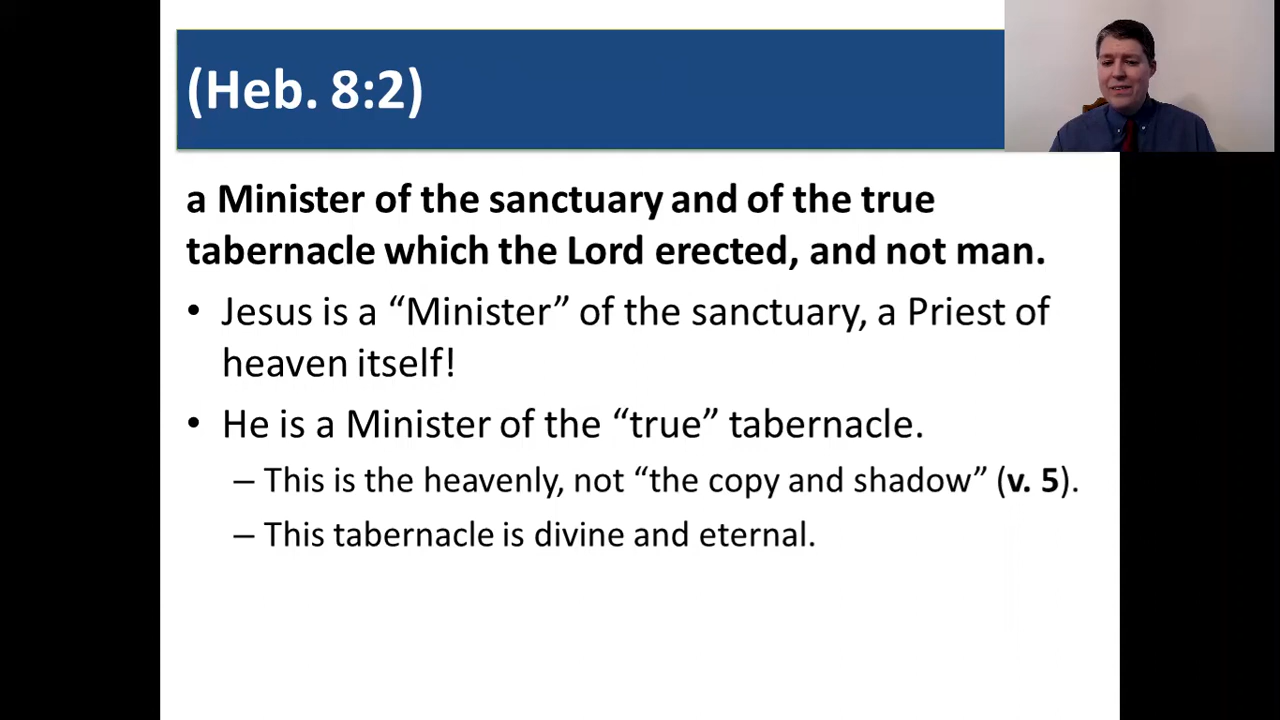 (Heb. 8:2)
a Minister of the sanctuary and of the true
tabernacle which the Lord erected, and not man.
• Jesus is a “Minister” of the sanctuary, a Priest of
heaven itself!
• He is a Minister of the “true” tabernacle.
– This is the heavenly, not “the copy and shadow” (v. 5).
– This tabernacle is divine and eternal.